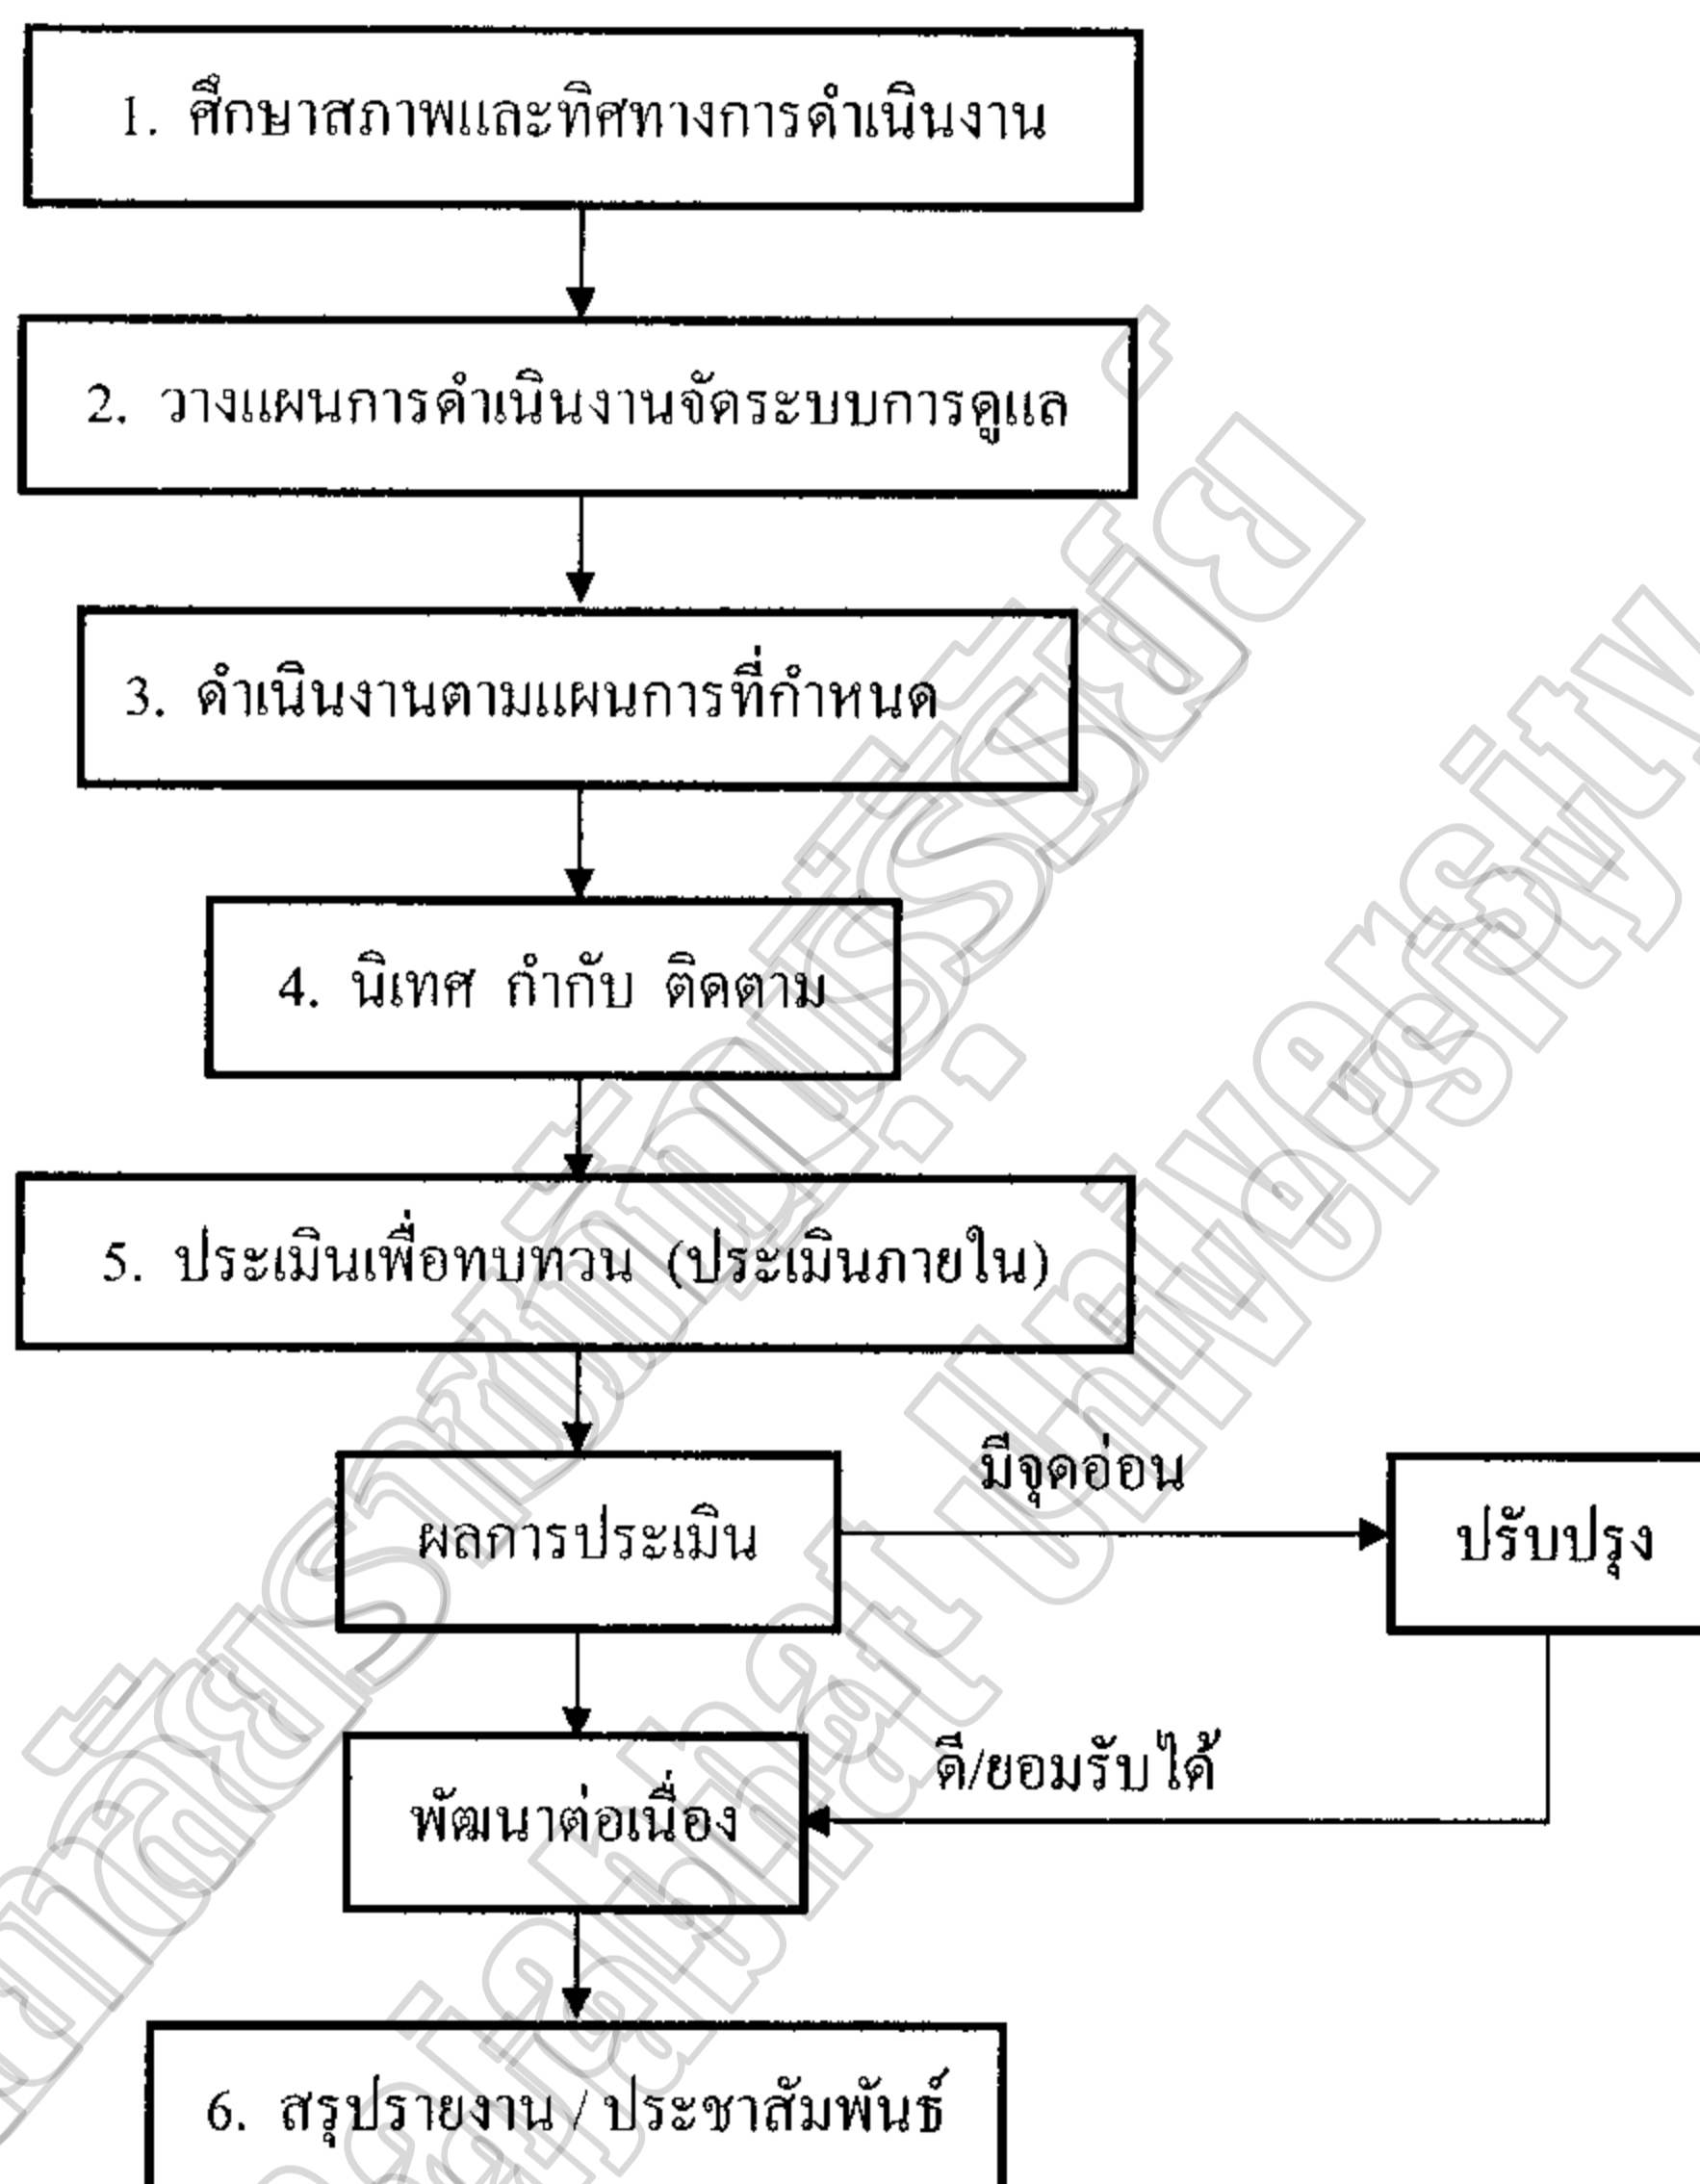 1. ศึกษาสภาพและทิศทางการดำเนินงาน
2. วางแผนการดำเนินงานจัดระบบการดูแล
3. ดำเนินงานตามแผนการที่กำหนด
4. นิเทศ กำกับ ติดตาม
5. ประเมินเพื่อทบทวน (ประเมินภายใน)
มีจุดอ่อน
ผลการประเมิน
ปรับปรุง
ดี/ยอมรับได้
พัฒนาต่อเนื่อง
6. สรุปรายงาน / ประชาสัมพันธ์